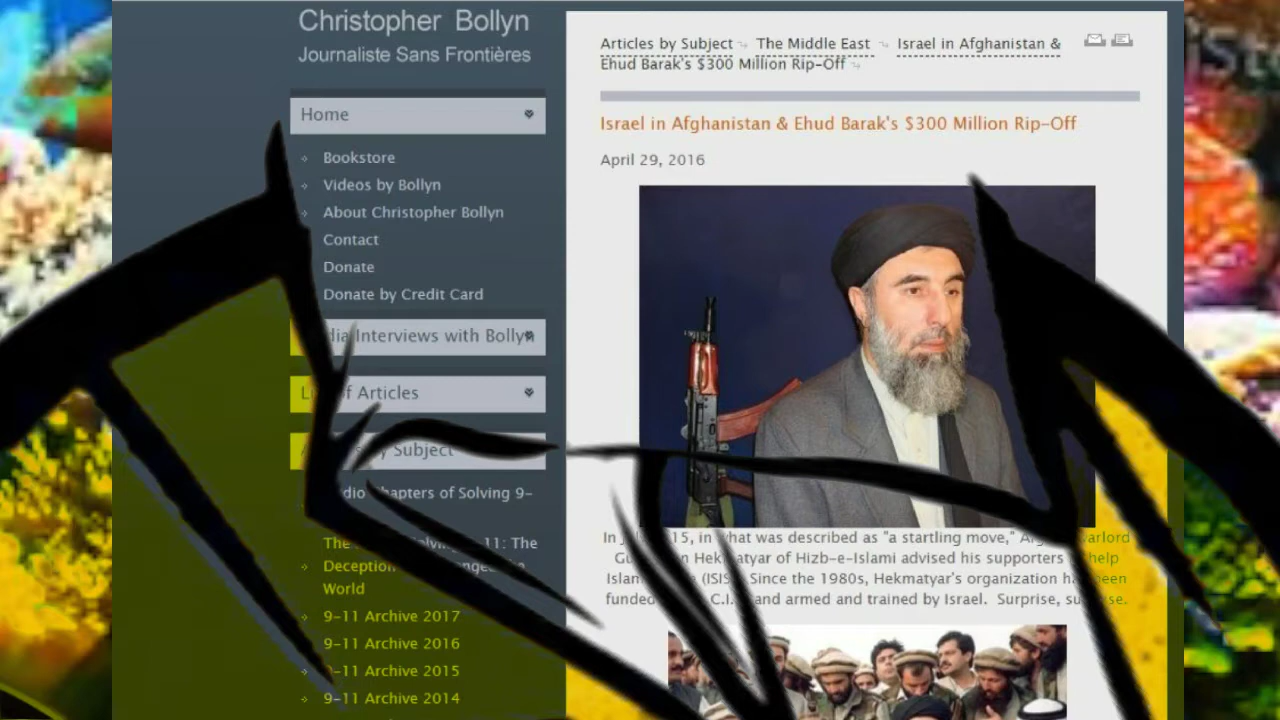 Christopher Bollyn
Journaliste Sans Frontières
Home
Bookstore
Videos by Bollyn
About Christopher Bollyn
Contact
Donate
Donate by Credit Card
Interviews with Bollyn
of Articles
Subject
Chapters of Solving 9-
11: The
Deception
World
9-11 Archive 2017
9-11 Archive 2016
9-11 Archive 2015
9-11 Archive 2014
Articles by Subject The Middle East Israel in Afghanistan &
Ehud Barak's $300 Million Rip-Off
Israel in Afghanistan & Ehud Barak's $300 Million Rip-Off
April 29, 2016
In what was described as "a startling move," warlord
Hekmatyar of Hizb-e-Islami advised his supporters help
(ISIS) Since the 1980s, Hekmatyar's organization has been
funded and armed and trained by Israel. Surprise,